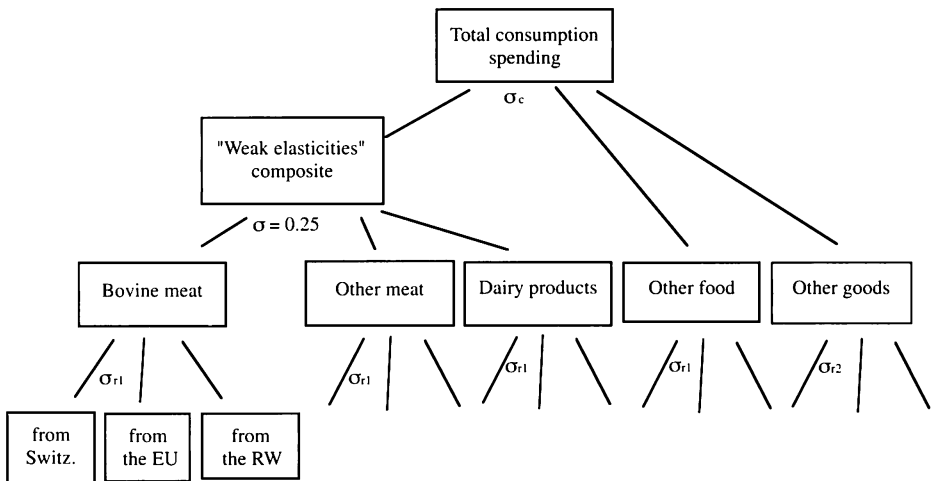 Total consumption
spending
σc
"Weak elasticities"
composite
σ = 0.25
Bovine meat
Other meat
Dairy products
Other food
Other goods
σr1
σr1
σr1
σr1
σr2
from
Switz.
from
the EU
from
the RW